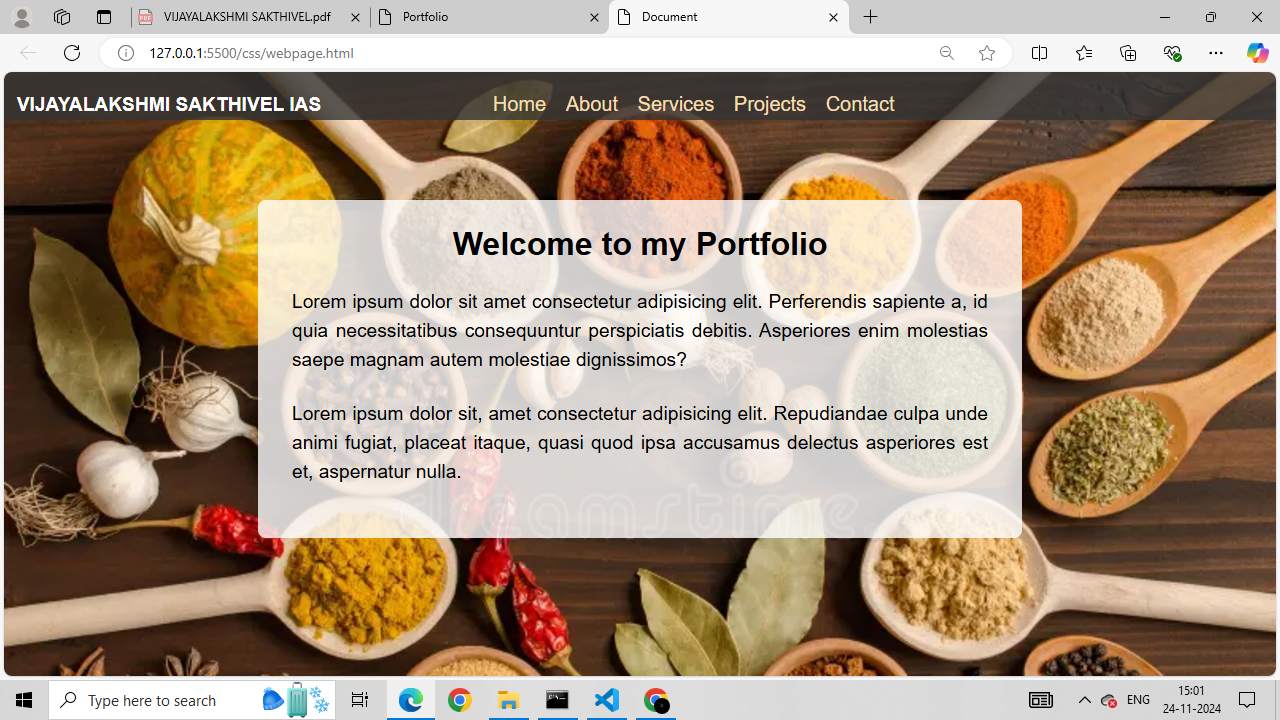 VIJAYALAKSHMI SAKTHIVEL.pdf
Portfolio
Document
127.0.0.1:5500/css/webpage.html
VIJAYALAKSHMI SAKTHIVEL IAS
Home About Services Projects Contact
Welcome to my Portfolio
Lorem ipsum dolor sit amet consectetur adipisicing elit. Perferendis sapiente a, id
quia necessitatibus consequuntur perspiciatis debitis. Asperiores enim molestias
saepe magnam autem molestiae dignissimos?
Lorem ipsum dolor sit, amet consectetur adipisicing elit. Repudiandae culpa unde
animi fugiat, placeat itaque, quasi quod ipsa accusamus delectus asperiores est
et, aspernatur nulla.
dreamstime
Type here to search
ENG
15:01
24-11-2024